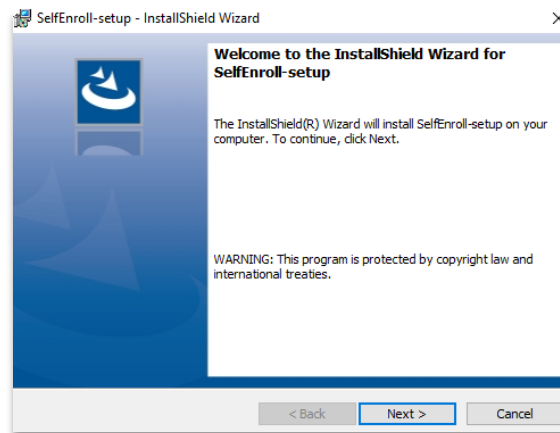 SelfEnroll-setup - InstallShield Wizard
Welcome to the InstallShield Wizard for
SelfEnroll-setup
The InstallShield(R) Wizard will install SelfEnroll-setup on your
computer. To continue, click Next.
WARNING: This program is protected by copyright law and
international treaties.
< Back
Next >
Cancel